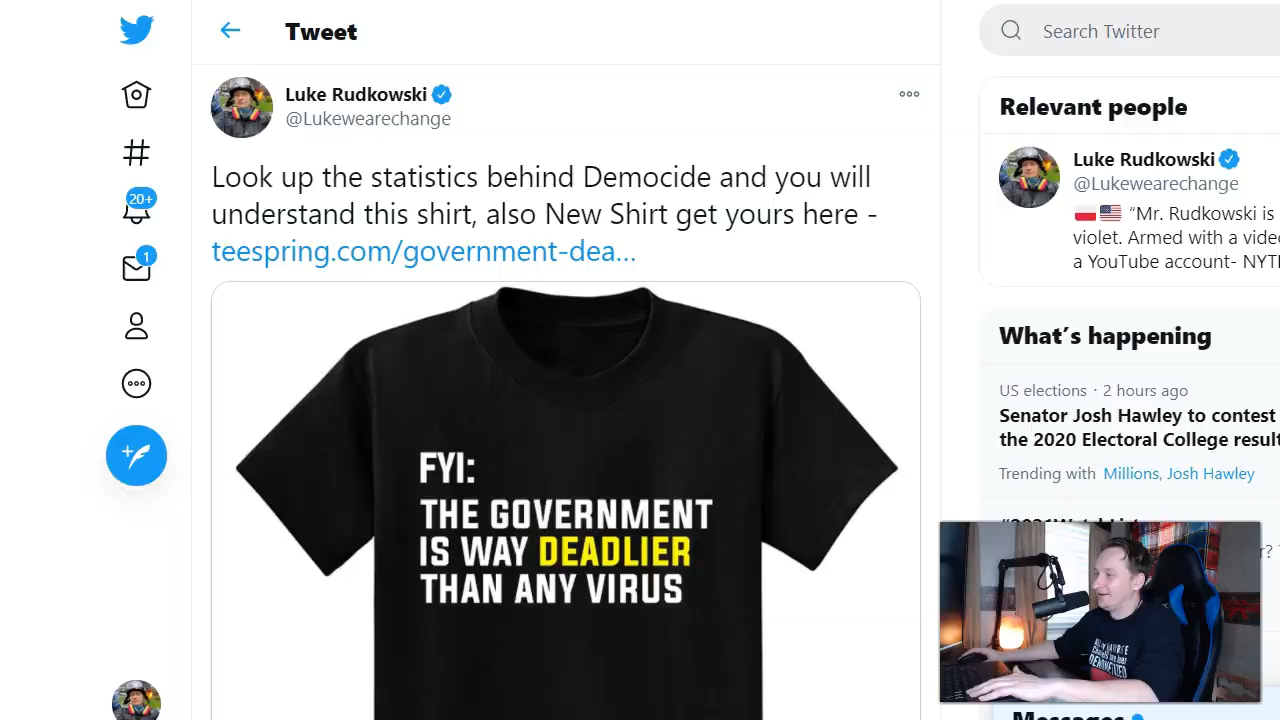 Tweet
Search Twitter
Luke Rudkowski
@Lukewearechange
Look up the statistics behind Democide and you will
understand this shirt, also New Shirt get yours here -
teespring.com/government-dea...
FYI:
THE GOVERNMENT
IS WAY DEADLIER
THAN ANY VIRUS
20+
1
Relevant people
Luke Rudkowski
@Lukewearechange
“Mr. Rudkowski is
violet. Armed with a vide
a YouTube account- NYT
What’s happening
US elections · 2 hours ago
Senator Josh Hawley to contest
the 2020 Electoral College result
Trending with Millions, Josh Hawley
Messages